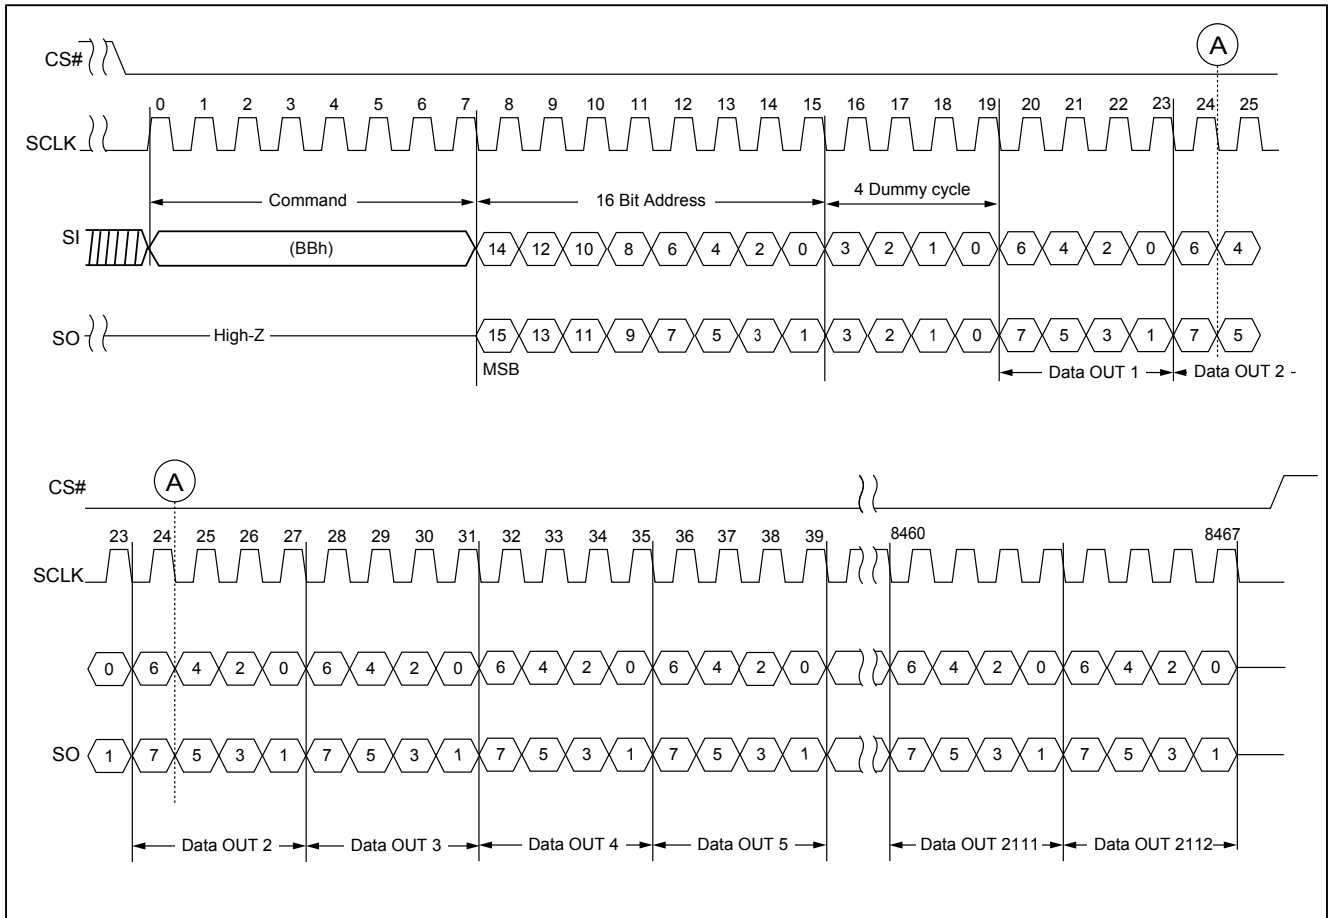 A
CS#
0 1 2 3 4 5 6 7 8 9 10 11 12 13 14 15 16 17 18 19 20 21 22 23 24 25
SCLK
Command 16 Bit Address 4 Dummy cycle
SI (BBh) 14 12 10 8 6 4 2 0 3 2 1 0 6 4 2 0 6 4
SO High-Z 15 13 11 9 7 5 3 1 3 2 1 0 7 5 3 1 7 5
MSB Data OUT 1 Data OUT 2
A
CS#
23 24 25 26 27 28 29 30 31 32 33 34 35 36 37 38 39 8460 8467
SCLK
0 6 4 2 0 6 4 2 0 6 4 2 0 6 4 2 0 6 4 2 0 6 4 2 0
SO 1 7 5 3 1 7 5 3 1 7 5 3 1 7 5 3 1 7 5 3 1 7 5 3 1
Data OUT 2 Data OUT 3 Data OUT 4 Data OUT 5 Data OUT 2111 Data OUT 2112